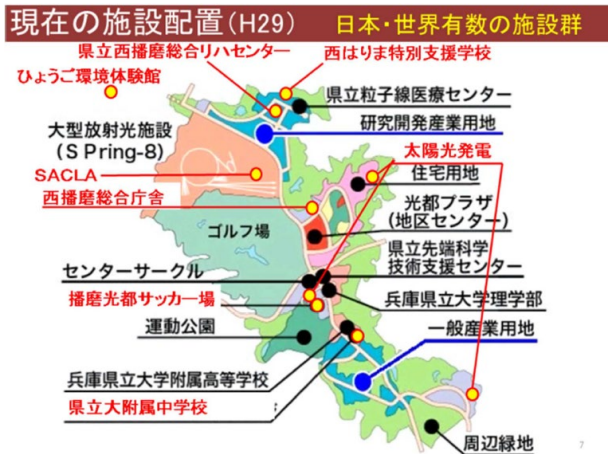 現在の施設配置(H29)
日本・世界有数の施設群
県立西播磨総合リハセンター
西はりま特別支援学校
ひょうご環境体験館
県立粒子線医療センター
大型放射光施設
(SPring-8)
研究開発産業用地
太陽光発電
SACLA
住宅用地
西播磨総合庁舎
光都プラザ
(地区センター)
ゴルフ場
県立先端科学
技術支援センター
センターサークル
播磨光都サッカー場
兵庫県立大学理学部
運動公園
一般産業用地
兵庫県立大学附属高等学校
県立大附属中学校
周辺緑地
7